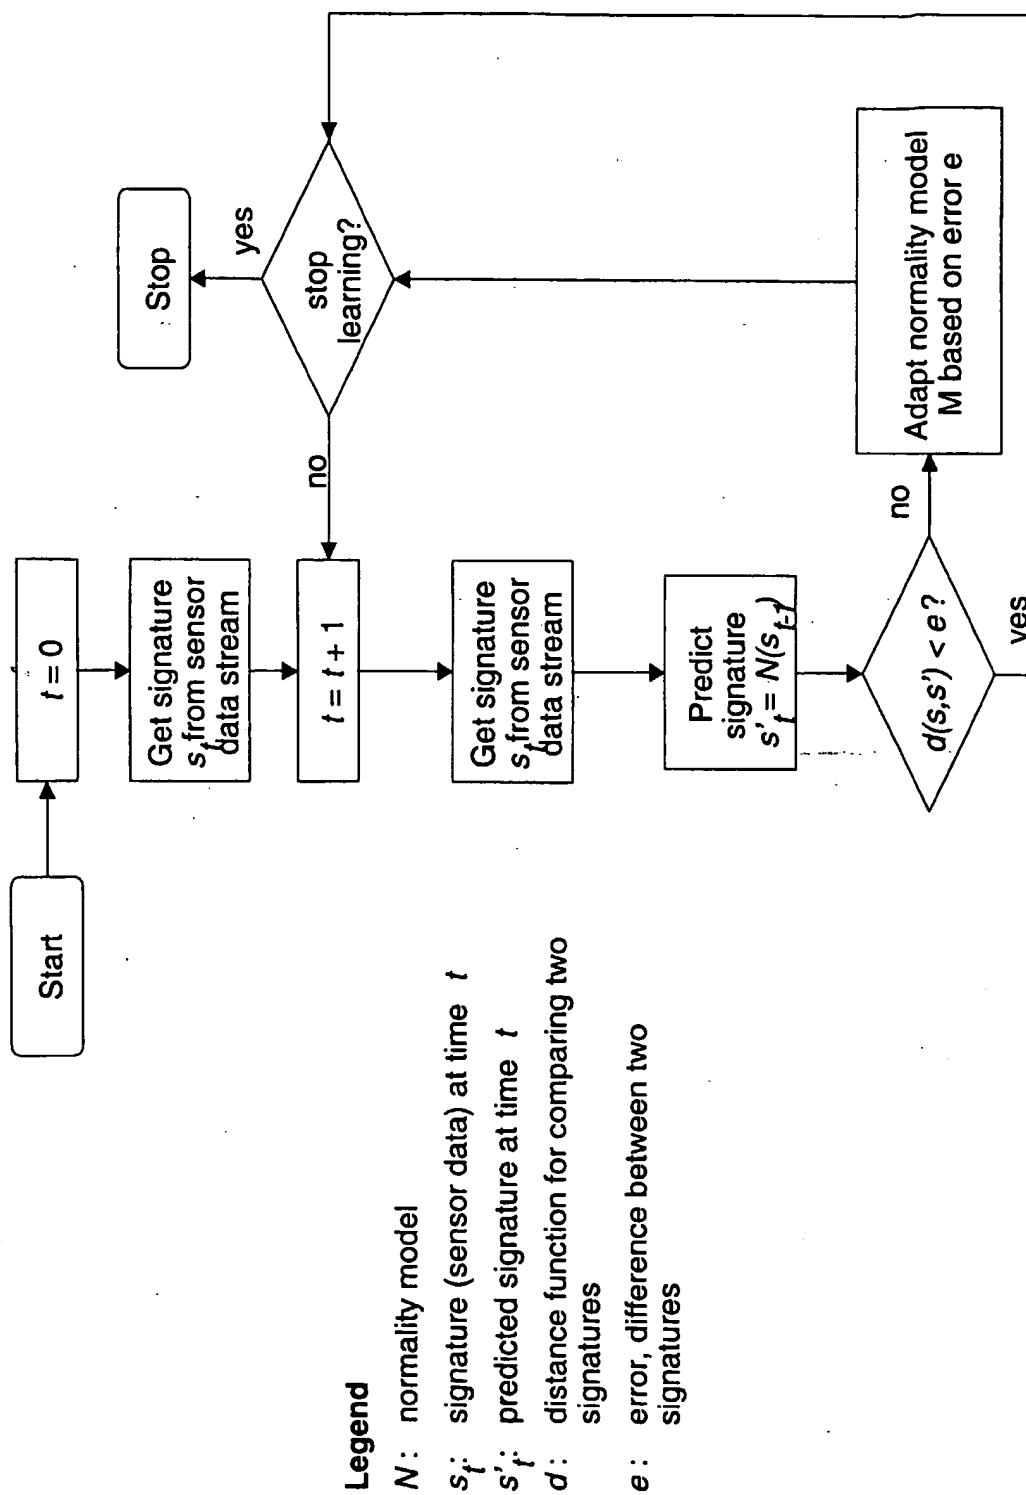 Start
t = 0
Get signature
s_t from sensor
data stream
t = t + 1
Get signature
s_t from sensor
data stream
Predict
signature
s'_t = N(s_{t-1})
d(s,s') < e?
no
yes
Adapt normality model
M based on error e
stop
learning?
yes
no
Stop
Legend
N : normality model
s_t: signature (sensor data) at time t
s'_t: predicted signature at time t
d : distance function for comparing two
signatures
e : error, difference between two
signatures